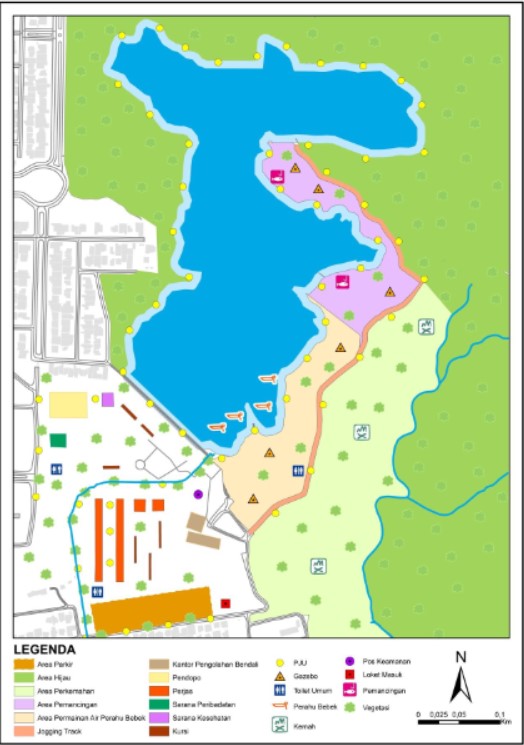 LEGENDA
Area Parkir
Area Hijau
Area Perkemahan
Area Pemancingan
Area Permainan Air Perahu Bebek
Jogging Track
Kantor Pengolahan Bendali
Pendopo
Perjas
Sarana Peribadatan
Sarana Kesehatan
Kursi
PJU
Gazebo
Toilet Umum
Perahu Bebek
Kemah
Pos Keamanan
Loket Masuk
Pemancingan
Vegetasi
N
0 0,025 0,05 0,1
Km